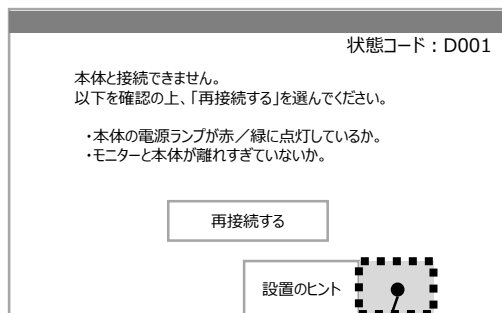 状態コード：D001
本体と接続できません。
以下を確認の上、「再接続する」を選んでください。
・本体の電源ランプが赤／緑に点灯しているか。
・モニターと本体が離れすぎていないか。
再接続する
設置のヒント